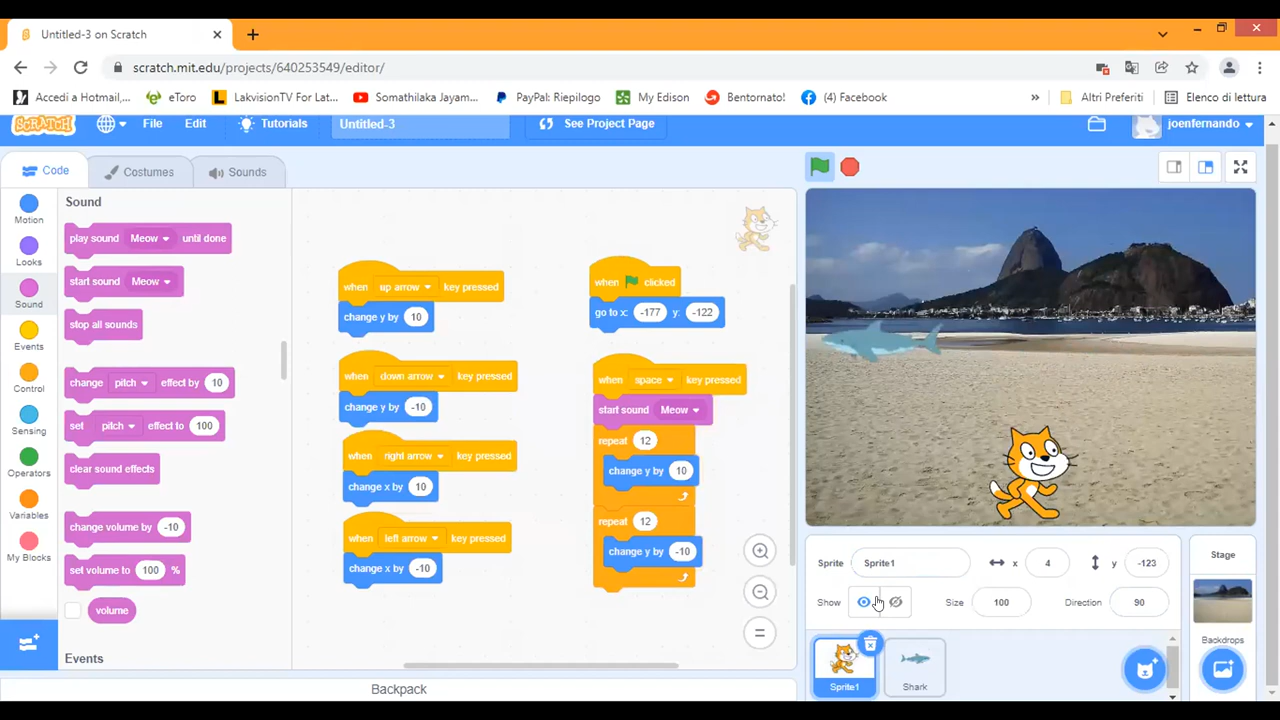 Untitled-3 on Scratch
scratch.mit.edu/projects/640253549/editor/
Accedi a Hotmail,... eToro LakvisionTV For Lat... Somathilaka Jayam... PayPal: Riepilogo My Edison Bentornato! (4) Facebook » Altri Preferiti Elenco di lettura
SCRATCH File Edit Tutorials Untitled-3 See Project Page joenfernando
Code Costumes Sounds
Motion
Looks
Sound
Events
Control
Sensing
Operators
Variables
My Blocks
Sound
play sound Meow until done
start sound Meow
stop all sounds
change pitch effect by 10
set pitch effect to 100
clear sound effects
change volume by -10
set volume to 100 %
volume
Events
when up arrow key pressed
change y by 10
when down arrow key pressed
change y by -10
when right arrow key pressed
change x by 10
when left arrow key pressed
change x by -10
when clicked
go to x: -177 y: -122
when space key pressed
start sound Meow
repeat 12
change y by 10
repeat 12
change y by -10
Backpack
Sprite Sprite1 x 4 y -123
Show Size 100 Direction 90
Sprite1 Shark
Stage
Backdrops